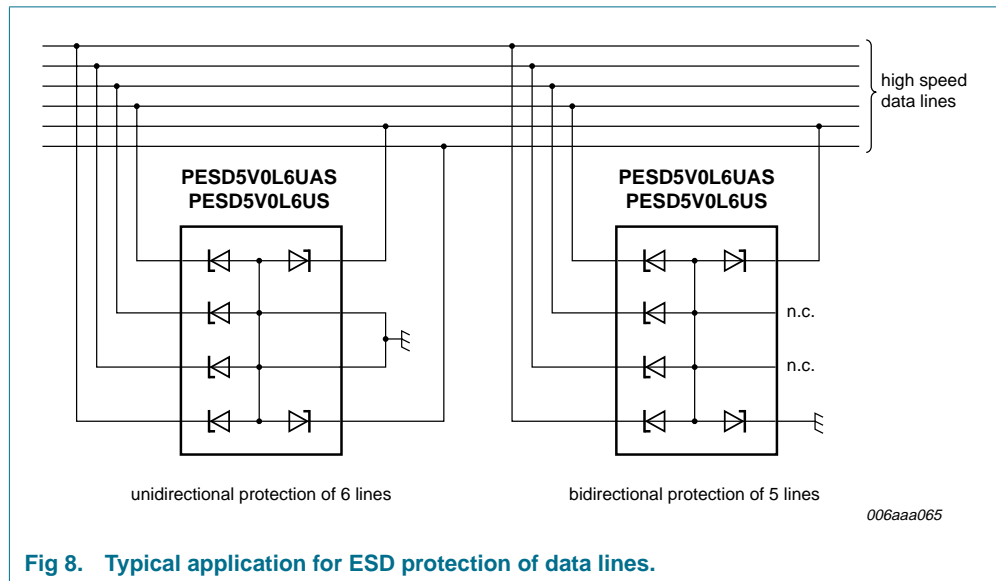 high speed
data lines
PESD5V0L6UAS
PESD5V0L6US
PESD5V0L6UAS
PESD5V0L6US
n.c.
n.c.
unidirectional protection of 6 lines
bidirectional protection of 5 lines
006aaa065
Fig 8. Typical application for ESD protection of data lines.